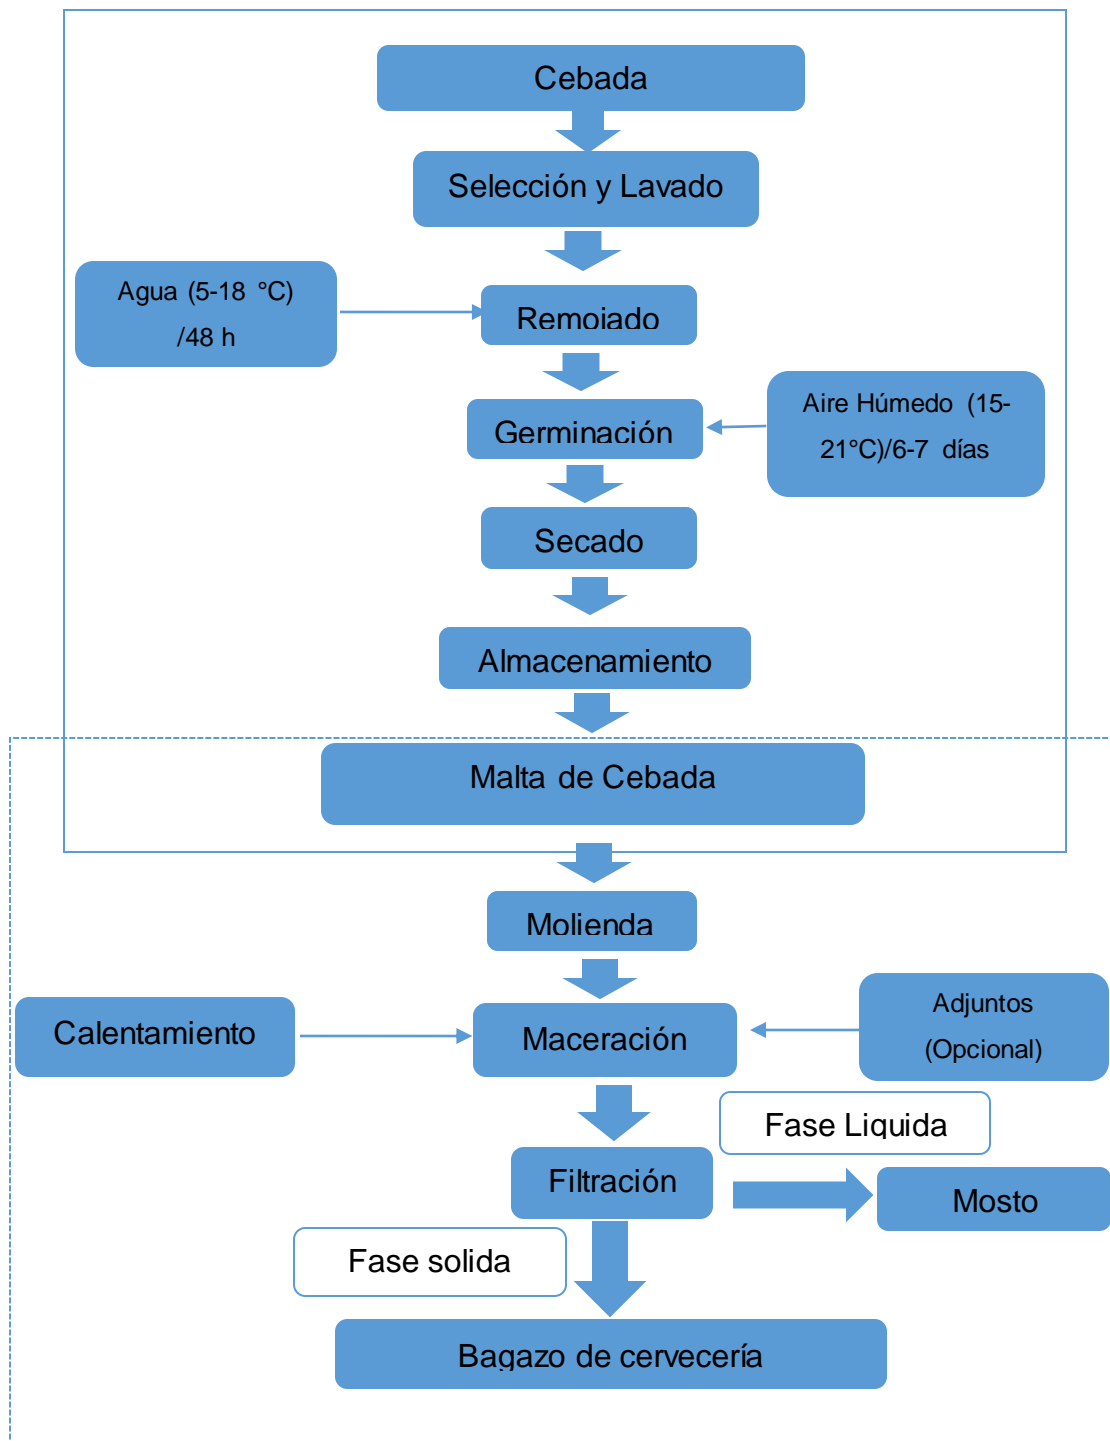 Cebada
Selección y Lavado
Agua (5-18 °C)
/48 h
Remojado
Aire Húmedo (15-
21°C)/6-7 días
Germinación
Secado
Almacenamiento
Malta de Cebada
Molienda
Calentamiento
Maceración
Adjuntos
(Opcional)
Fase Liquida
Filtración
Mosto
Fase solida
Bagazo de cervecería